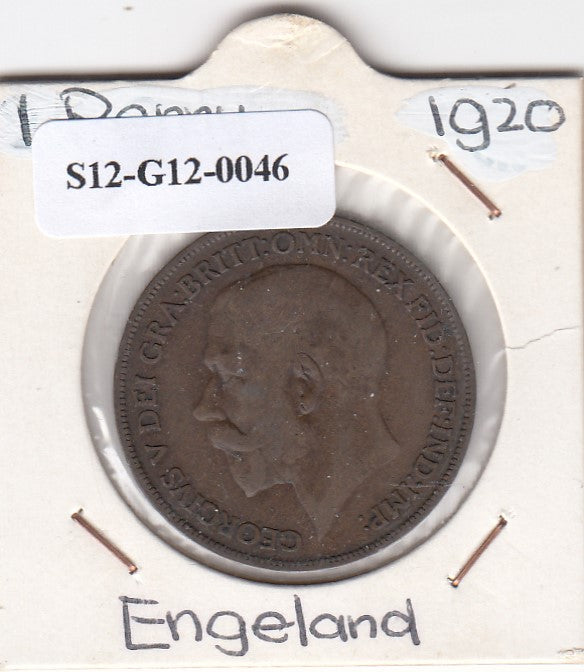 1 Penny 1920
S12-G12-0046
GEORGIVS V DEI GRA:BRITT:OMN:REX FID:DEF:IND:IMP:
Engeland